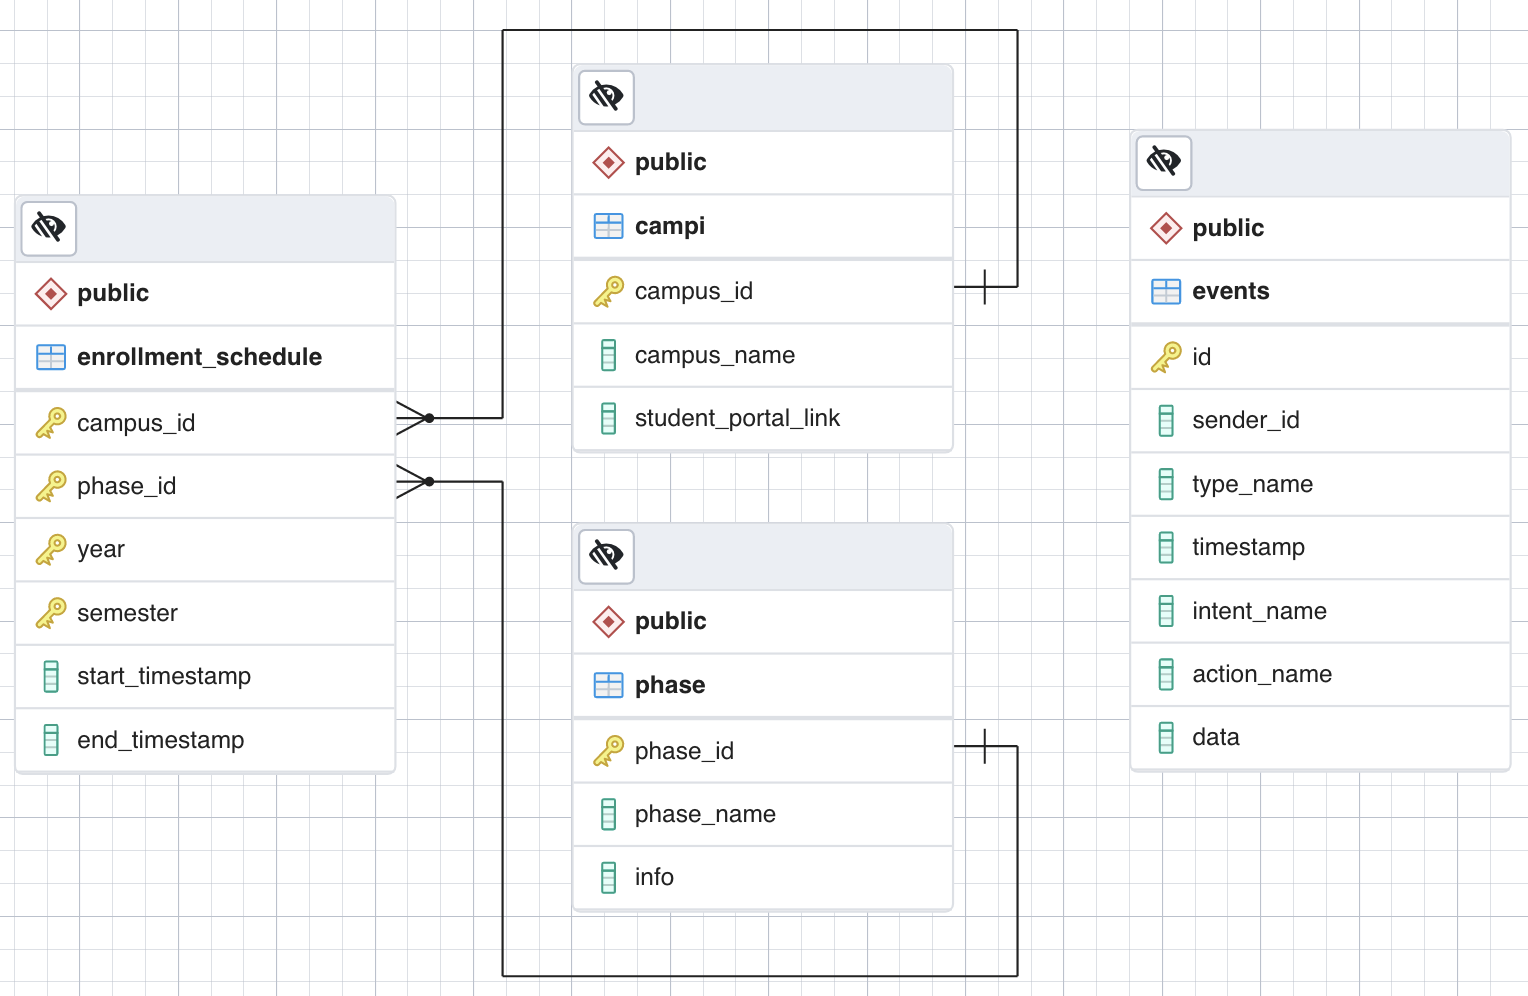 public
enrollment_schedule
campus_id
phase_id
year
semester
start_timestamp
end_timestamp
public
campi
campus_id
campus_name
student_portal_link
public
phase
phase_id
phase_name
info
public
events
id
sender_id
type_name
timestamp
intent_name
action_name
data